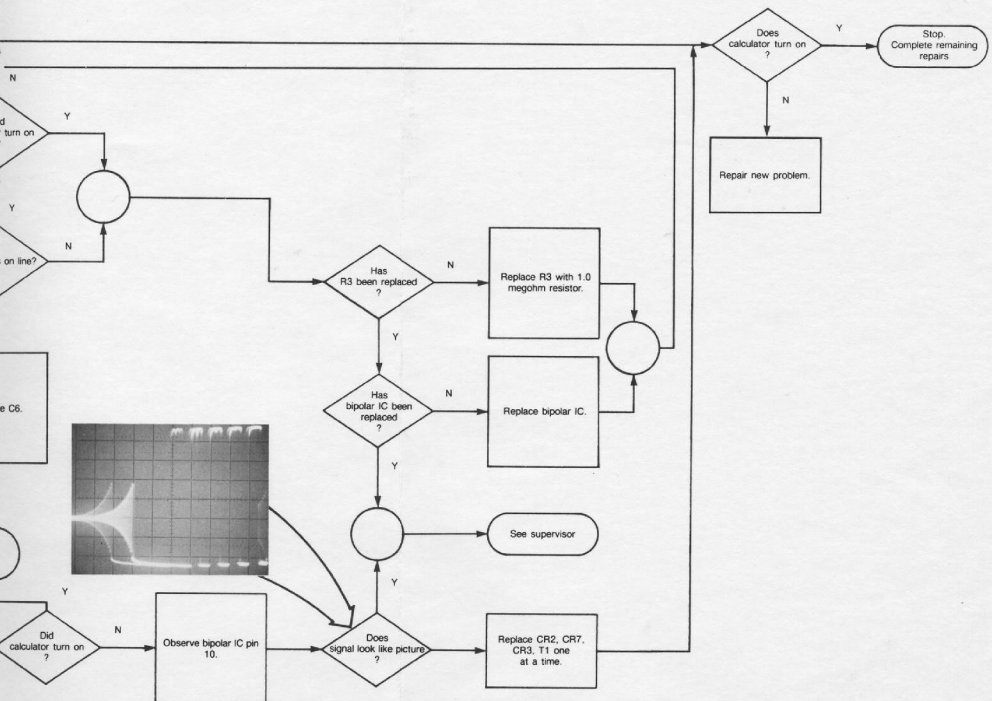 Does
calculator turn on
?
Y
Stop.
Complete remaining
repairs
N
Repair new problem.
N
d
turn on
Y
Y
s on line?
N
Has
R3 been replaced
?
N
Replace R3 with 1.0
megohm resistor.
Y
Has
bipolar IC been
replaced
?
N
Replace bipolar IC.
Y
e C6.
See supervisor
Y
Y
Did
calculator turn on
?
N
Observe bipolar IC pin
10.
Does
signal look like picture
?
Replace CR2, CR7,
CR3, T1 one
at a time.